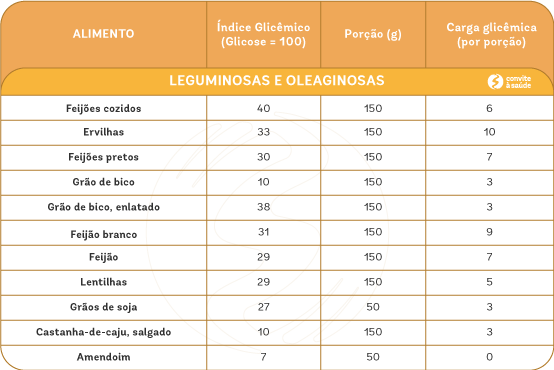 ALIMENTO Índice Glicêmico (Glicose = 100) Porção (g) Carga glicêmica (por porção)
LEGUMINOSAS E OLEAGINOSAS convite à saúde
Feijões cozidos 40 150 6
Ervilhas 33 150 10
Feijões pretos 30 150 7
Grão de bico 10 150 3
Grão de bico, enlatado 38 150 3
Feijão branco 31 150 9
Feijão 29 150 7
Lentilhas 29 150 5
Grãos de soja 27 50 3
Castanha-de-caju, salgado 10 150 3
Amendoim 7 50 0